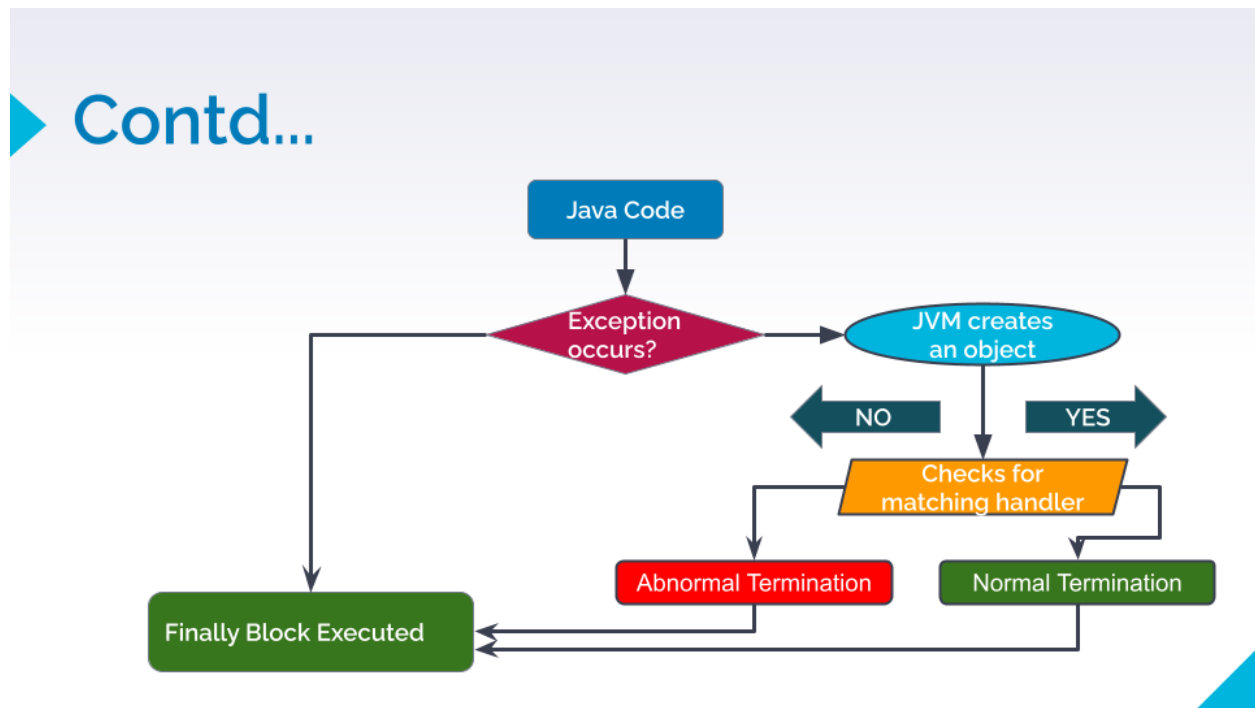 Contd...
Java Code
Exception
occurs?
JVM creates
an object
NO
YES
Checks for
matching handler
Abnormal Termination
Normal Termination
Finally Block Executed